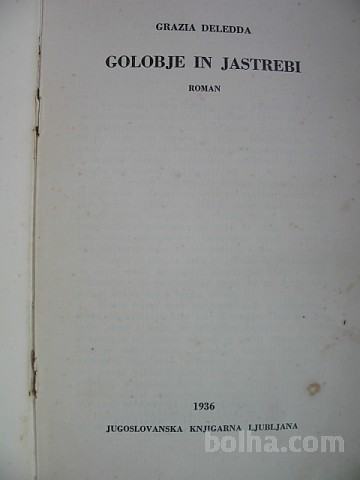 GRAZIA DELEDDA
GOLOBJE IN JASTREBI
ROMAN
1936
JUGOSLOVANSKA KNJIGARNA LJUBLJANA
bolha.com